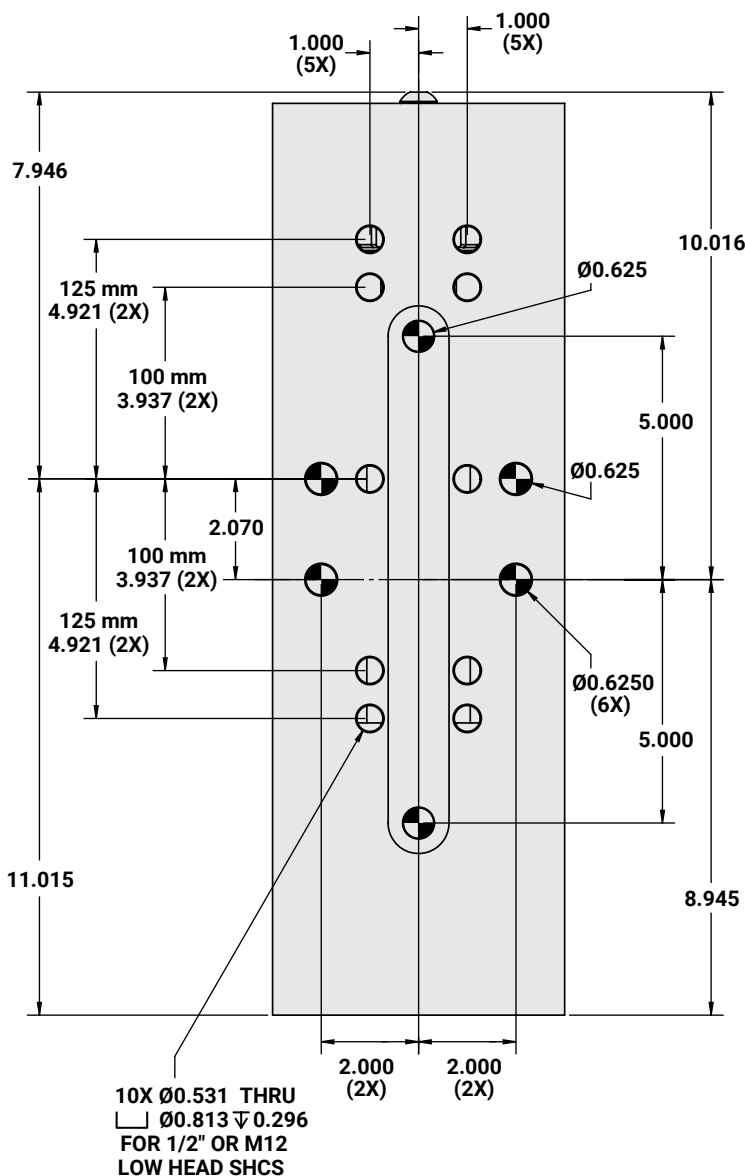 1.000
(5X)
1.000
(5X)
7.946
10.016
125 mm
4.921 (2X)
Ø0.625
100 mm
3.937 (2X)
5.000
Ø0.625
2.070
100 mm
3.937 (2X)
125 mm
4.921 (2X)
Ø0.6250
(6X)
5.000
11.015
8.945
2.000
(2X)
2.000
(2X)
10X Ø0.531 THRU
⌴ Ø0.813 ↧ 0.296
FOR 1/2" OR M12
LOW HEAD SHCS